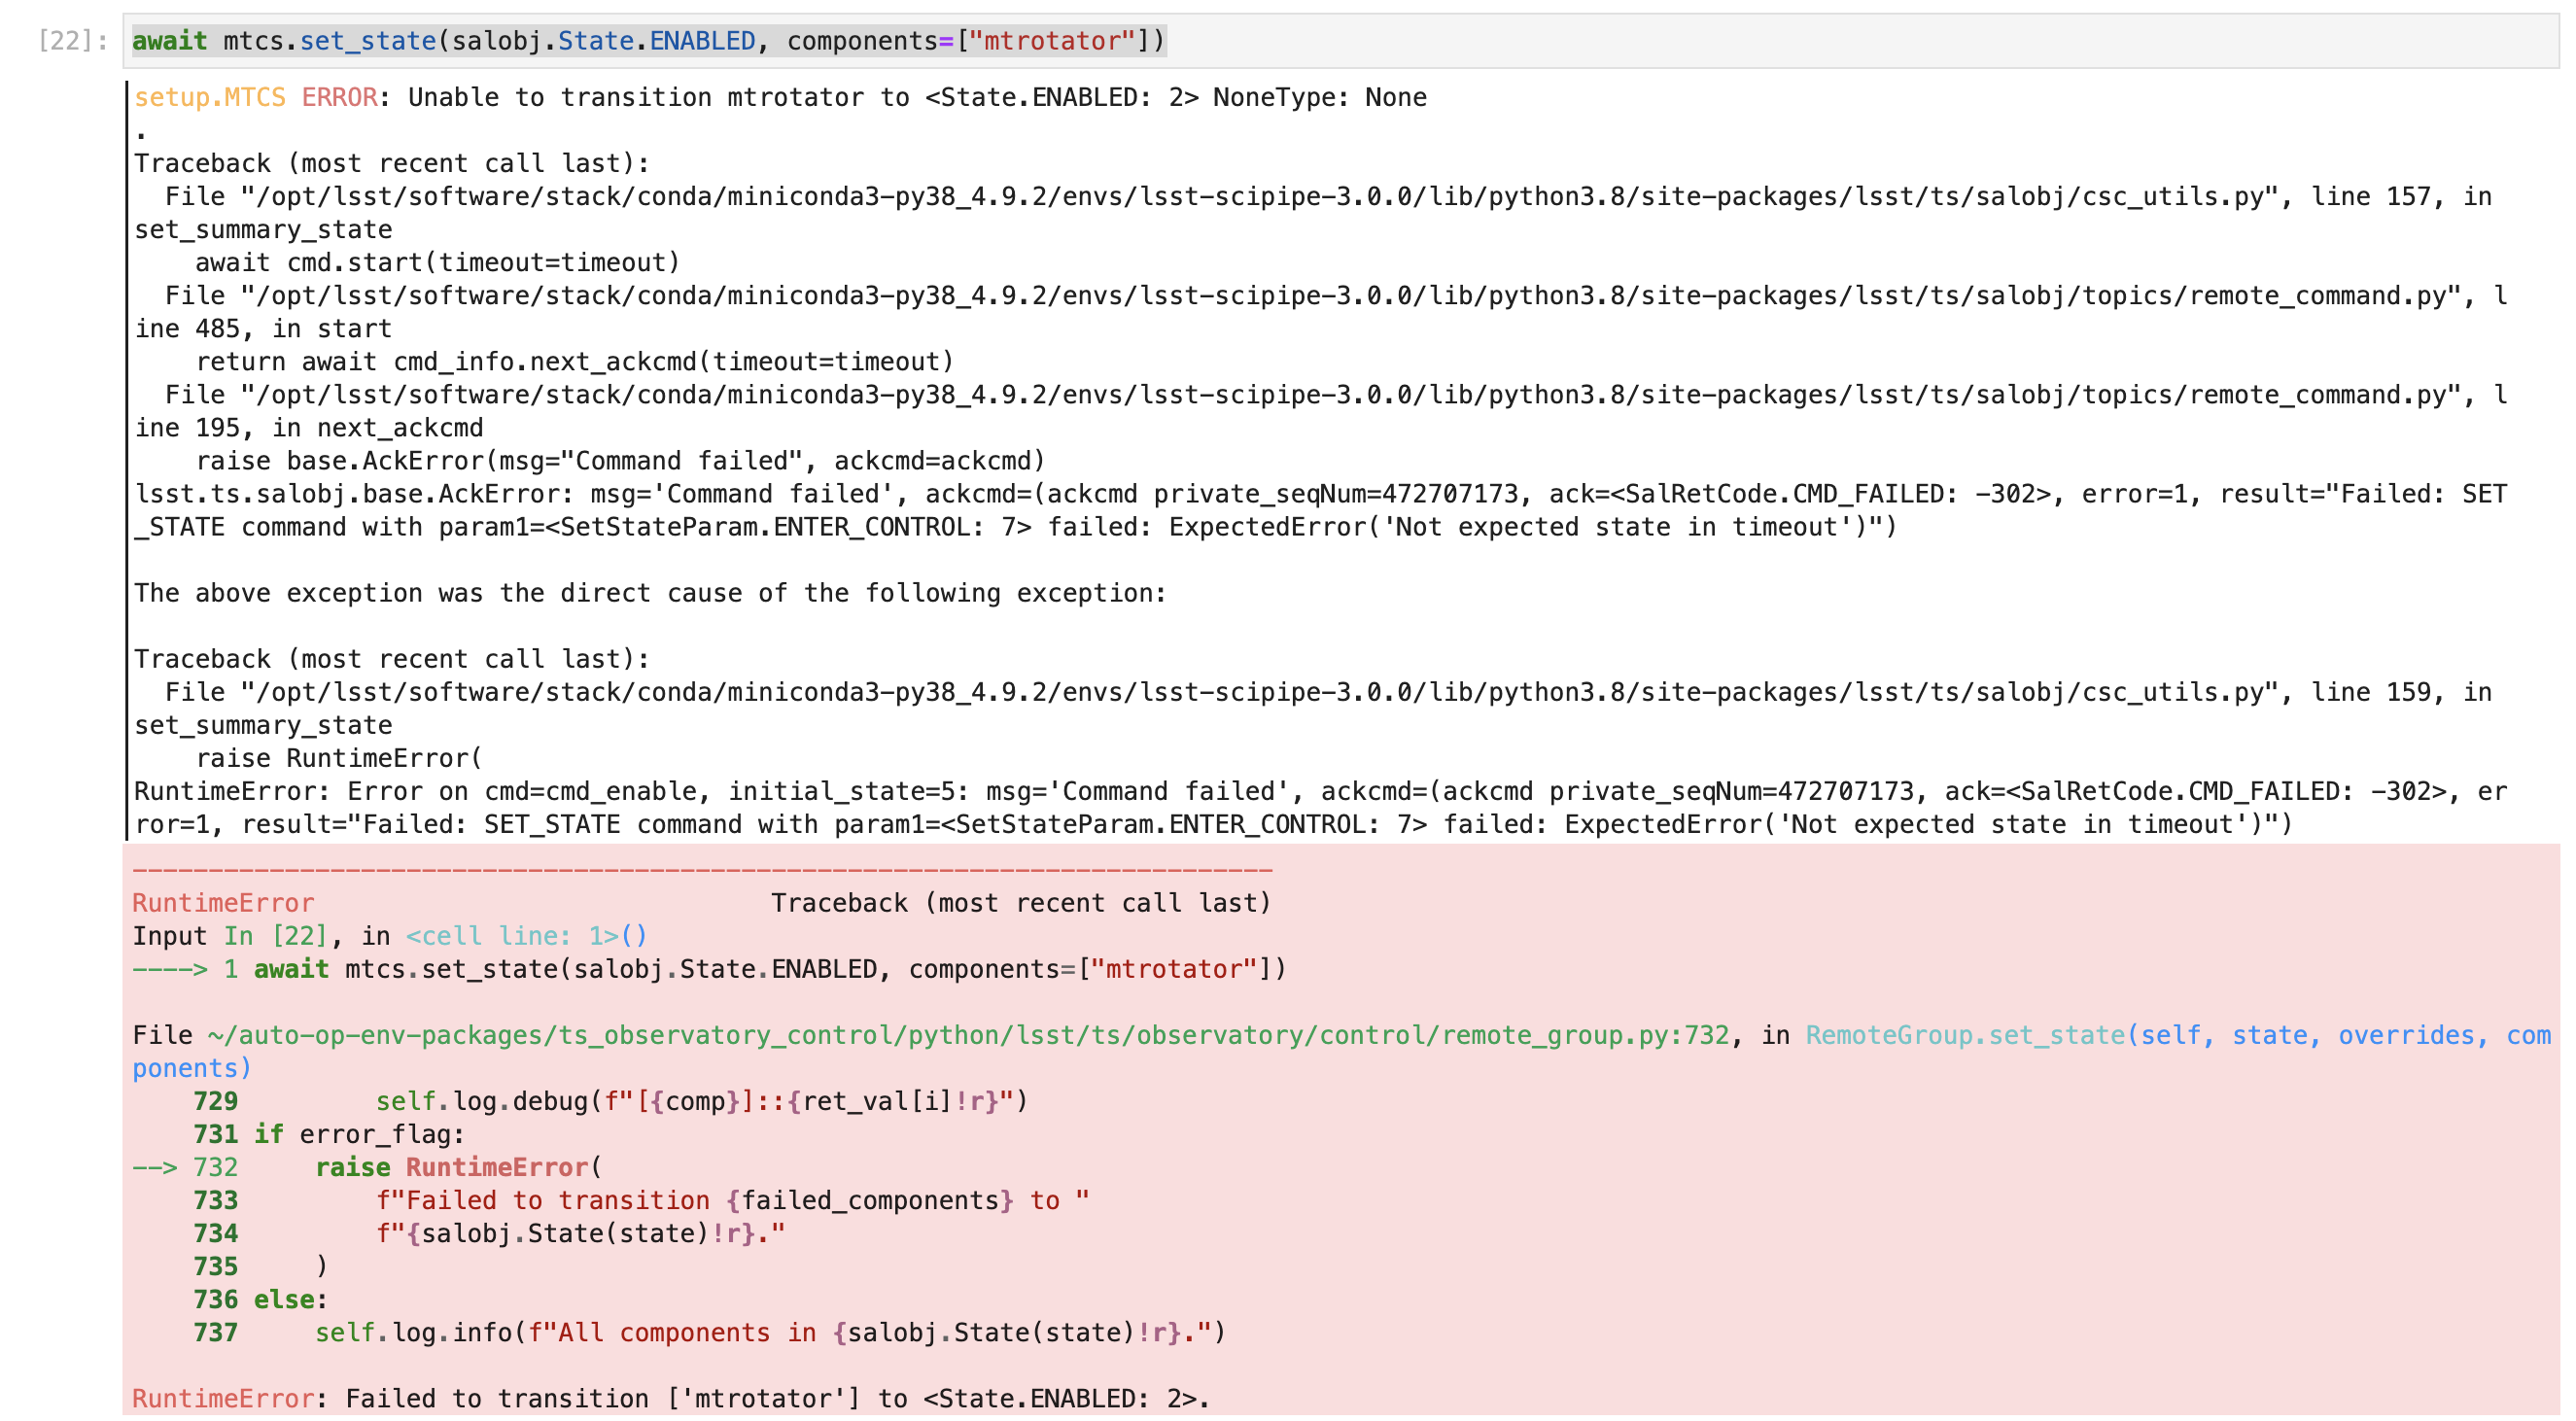 [22]: await mtcs.set_state(salobj.State.ENABLED, components=["mtrotator"])
setup.MTCS ERROR: Unable to transition mtrotator to <State.ENABLED: 2> NoneType: None
.
Traceback (most recent call last):
  File "/opt/lsst/software/stack/conda/miniconda3-py38_4.9.2/envs/lsst-scipipe-3.0.0/lib/python3.8/site-packages/lsst/ts/salobj/csc_utils.py", line 157, in
set_summary_state
    await cmd.start(timeout=timeout)
  File "/opt/lsst/software/stack/conda/miniconda3-py38_4.9.2/envs/lsst-scipipe-3.0.0/lib/python3.8/site-packages/lsst/ts/salobj/topics/remote_command.py", l
ine 485, in start
    return await cmd_info.next_ackcmd(timeout=timeout)
  File "/opt/lsst/software/stack/conda/miniconda3-py38_4.9.2/envs/lsst-scipipe-3.0.0/lib/python3.8/site-packages/lsst/ts/salobj/topics/remote_command.py", l
ine 195, in next_ackcmd
    raise base.AckError(msg="Command failed", ackcmd=ackcmd)
lsst.ts.salobj.base.AckError: msg='Command failed', ackcmd=(ackcmd private_seqNum=472707173, ack=<SalRetCode.CMD_FAILED: -302>, error=1, result="Failed: SET
_STATE command with param1=<SetStateParam.ENTER_CONTROL: 7> failed: ExpectedError('Not expected state in timeout')")

The above exception was the direct cause of the following exception:

Traceback (most recent call last):
  File "/opt/lsst/software/stack/conda/miniconda3-py38_4.9.2/envs/lsst-scipipe-3.0.0/lib/python3.8/site-packages/lsst/ts/salobj/csc_utils.py", line 159, in
set_summary_state
    raise RuntimeError(
RuntimeError: Error on cmd=cmd_enable, initial_state=5: msg='Command failed', ackcmd=(ackcmd private_seqNum=472707173, ack=<SalRetCode.CMD_FAILED: -302>, er
ror=1, result="Failed: SET_STATE command with param1=<SetStateParam.ENTER_CONTROL: 7> failed: ExpectedError('Not expected state in timeout')")
---------------------------------------------------------------------------
RuntimeError                              Traceback (most recent call last)
Input In [22], in <cell line: 1>()
----> 1 await mtcs.set_state(salobj.State.ENABLED, components=["mtrotator"])

File ~/auto-op-env-packages/ts_observatory_control/python/lsst/ts/observatory/control/remote_group.py:732, in RemoteGroup.set_state(self, state, overrides, com
ponents)
    729         self.log.debug(f"[{comp}]::{ret_val[i]!r}")
    731 if error_flag:
--> 732     raise RuntimeError(
    733         f"Failed to transition {failed_components} to "
    734         f"{salobj.State(state)!r}."
    735     )
    736 else:
    737     self.log.info(f"All components in {salobj.State(state)!r}.")

RuntimeError: Failed to transition ['mtrotator'] to <State.ENABLED: 2>.